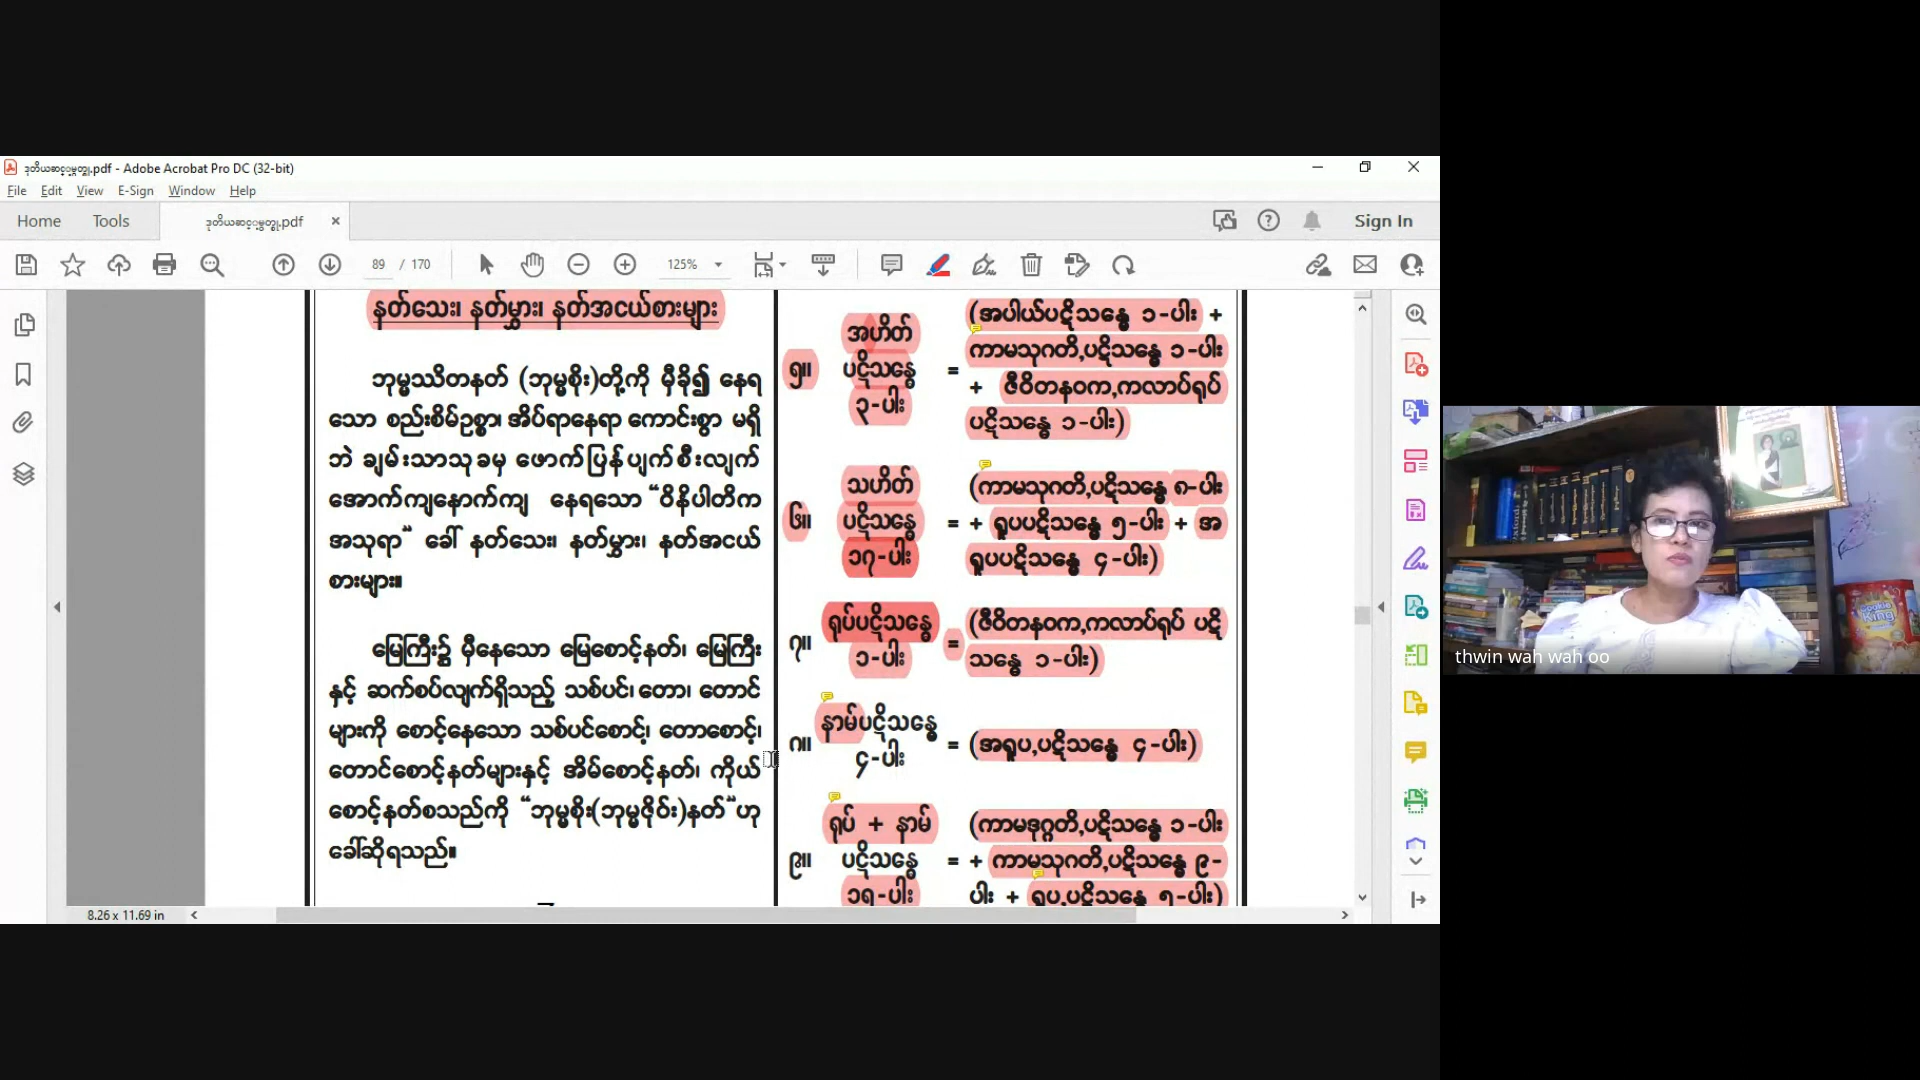 ဒုတိယဆင့်မှတ်စု.pdf - Adobe Acrobat Pro DC (32-bit)
File Edit View E-Sign Window Help
Home Tools ဒုတိယဆင့်မှတ်စု.pdf Sign In
89 / 170 125%
နတ်သေး၊ နတ်မွှား၊ နတ်အငယ်စားများ
ဘုမ္မဿိတနတ် (ဘုမ္မစိုး)တို့ကို မှီခို၍ နေရ
သော စည်းစိမ်ဥစ္စာ၊ အိပ်ရာနေရာ ကောင်းစွာ မရှိ
ဘဲ ချမ်းသာသုခမှ ဖောက်ပြန်ပျက်စီးလျက်
အောက်ကျနောက်ကျ နေရသော “ဝိနိပါတိက
အသုရာ” ခေါ် နတ်သေး၊ နတ်မွှား၊ နတ်အငယ်
စားများ။
မြေကြီး၌ မှီနေသော မြေစောင့်နတ်၊ မြေကြီး
နှင့် ဆက်စပ်လျက်ရှိသည့် သစ်ပင်၊ တော၊ တောင်
များကို စောင့်နေသော သစ်ပင်စောင့်၊ တောစောင့်၊
တောင်စောင့်နတ်များနှင့် အိမ်စောင့်နတ်၊ ကိုယ်
စောင့်နတ်စသည်ကို “ဘုမ္မစိုး(ဘုမ္မဇိုဝ်း)နတ်”ဟု
ခေါ်ဆိုရသည်။
(အပါယ်ပဋိသန္ဓေ ၁-ပါး +
အဟိတ်
ကာမသုဂတိ,ပဋိသန္ဓေ ၁-ပါး
၅။ ပဋိသန္ဓေ =
+ ဇီဝိတနဝက,ကလာပ်ရုပ်
၃-ပါး
ပဋိသန္ဓေ ၁-ပါး)
သဟိတ် (ကာမသုဂတိ,ပဋိသန္ဓေ ၈-ပါး
၆။ ပဋိသန္ဓေ = + ရူပပဋိသန္ဓေ ၅-ပါး + အ
၁၇-ပါး ရူပပဋိသန္ဓေ ၄-ပါး)
ရုပ်ပဋိသန္ဓေ (ဇီဝိတနဝက,ကလာပ်ရုပ် ပဋိ
၇။ =
၁-ပါး သန္ဓေ ၁-ပါး)
နာမ်ပဋိသန္ဓေ
၈။ = (အရူပ,ပဋိသန္ဓေ ၄-ပါး)
၄-ပါး
ရုပ် + နာမ် (ကာမဒုဂ္ဂတိ,ပဋိသန္ဓေ ၁-ပါး
၉။ ပဋိသန္ဓေ = + ကာမသုဂတိ,ပဋိသန္ဓေ ၉-
၁၅-ပါး ပါး + ရူပ,ပဋိသန္ဓေ ၅-ပါး)
8.26 x 11.69 in
thwin wah wah oo